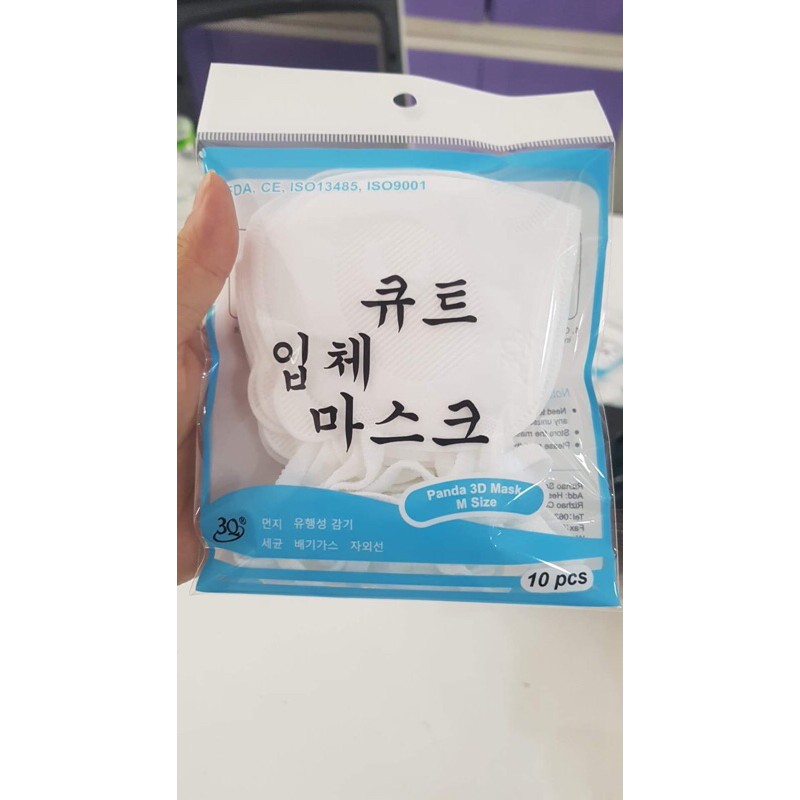 FDA, CE, ISO13485, ISO9001
큐트
입체
마스크
Panda 3D Mask
M Size
3Q®
먼지 유행성 감기
세균 배기가스 자외선
10 pcs